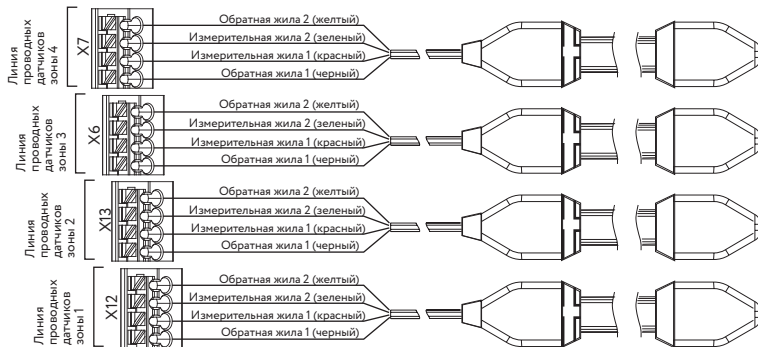 Линия
проводных
датчиков
зоны 4
X7
Обратная жила 2 (желтый)
Измерительная жила 2 (зеленый)
Измерительная жила 1 (красный)
Обратная жила 1 (черный)
Линия
проводных
датчиков
зоны 3
X6
Обратная жила 2 (желтый)
Измерительная жила 2 (зеленый)
Измерительная жила 1 (красный)
Обратная жила 1 (черный)
Линия
проводных
датчиков
зоны 2
X13
Обратная жила 2 (желтый)
Измерительная жила 2 (зеленый)
Измерительная жила 1 (красный)
Обратная жила 1 (черный)
Линия
проводных
датчиков
зоны 1
X12
Обратная жила 2 (желтый)
Измерительная жила 2 (зеленый)
Измерительная жила 1 (красный)
Обратная жила 1 (черный)